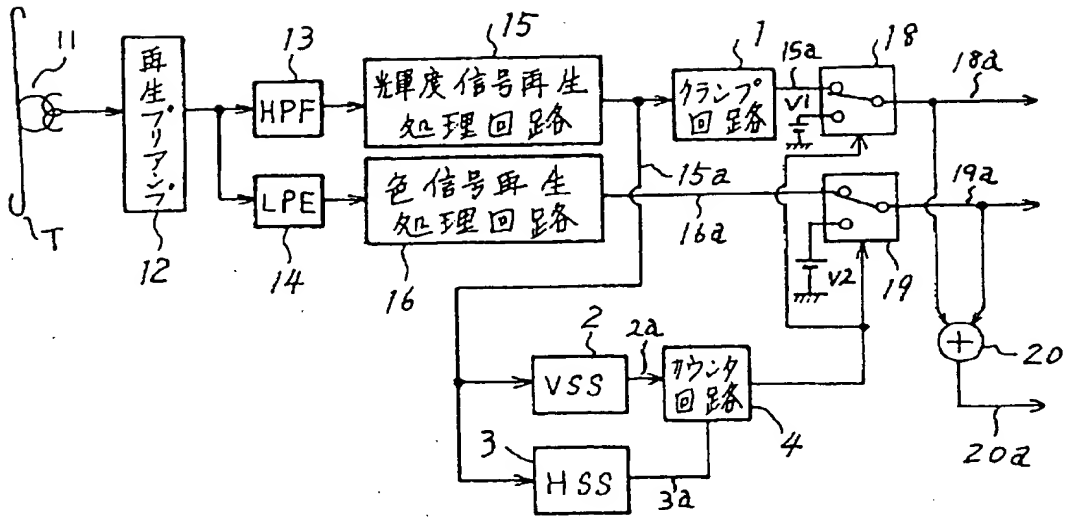 11
13
15
1
15a
18
18a
再生プリアンプ
HPF
輝度信号再生
処理回路
クランプ
回路
V1
LPE
色信号再生
処理回路
15a
16a
19a
T
12
14
16
V2
19
2
2a
VSS
カウンタ
回路
20
3
4
HSS
3a
20a